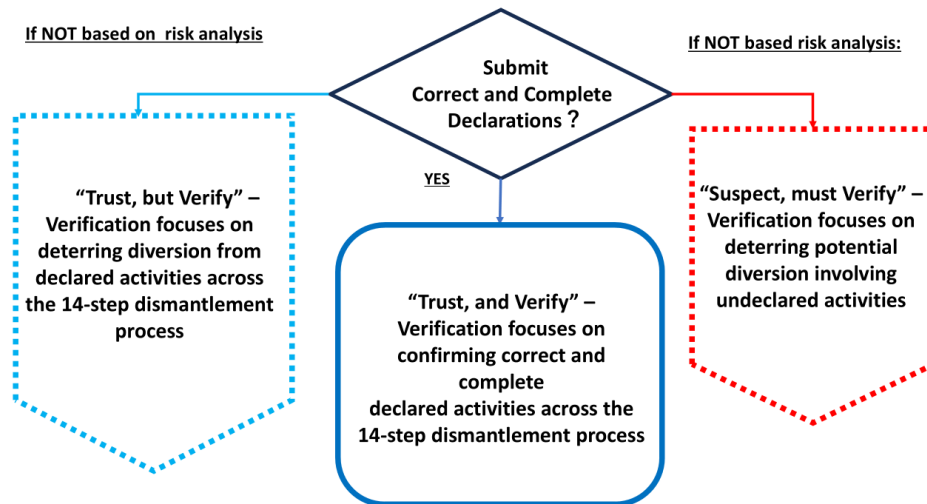 If NOT based on  risk analysis
If NOT based risk analysis:
Submit
Correct and Complete
Declarations ?
YES
“Trust, but Verify” –
Verification focuses on
deterring diversion from
declared activities across
the 14-step dismantlement
process
“Trust, and Verify” –
Verification focuses on
confirming correct and
complete
declared activities across the
14-step dismantlement process
“Suspect, must Verify” –
Verification focuses on
deterring potential
diversion involving
undeclared activities